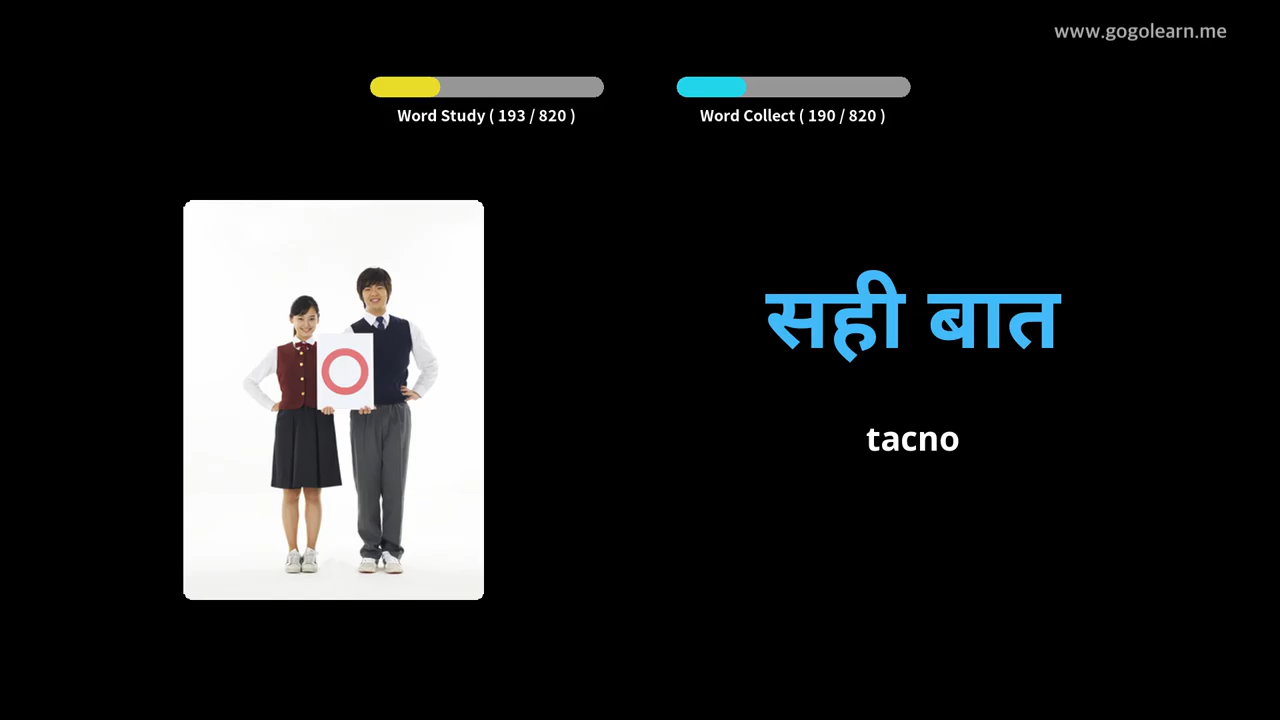 www.gogolearn.me
Word Study ( 193 / 820 )
Word Collect ( 190 / 820 )
सही बात
tacno